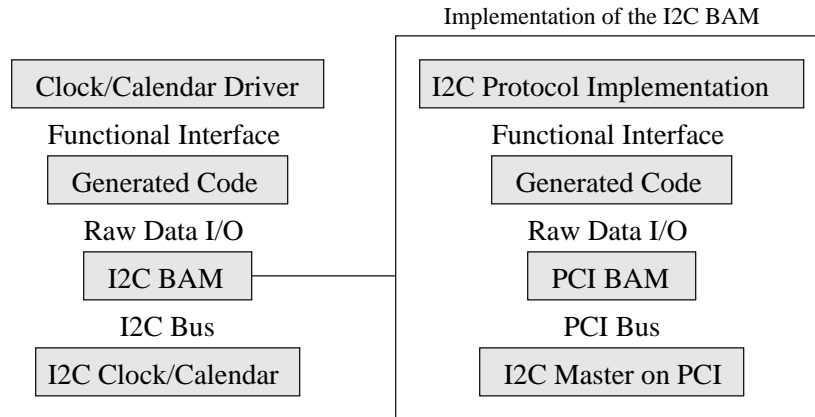 Implementation of the I2C BAM
Clock/Calendar Driver
Functional Interface
Generated Code
Raw Data I/O
I2C BAM
I2C Bus
I2C Clock/Calendar
I2C Protocol Implementation
Functional Interface
Generated Code
Raw Data I/O
PCI BAM
PCI Bus
I2C Master on PCI